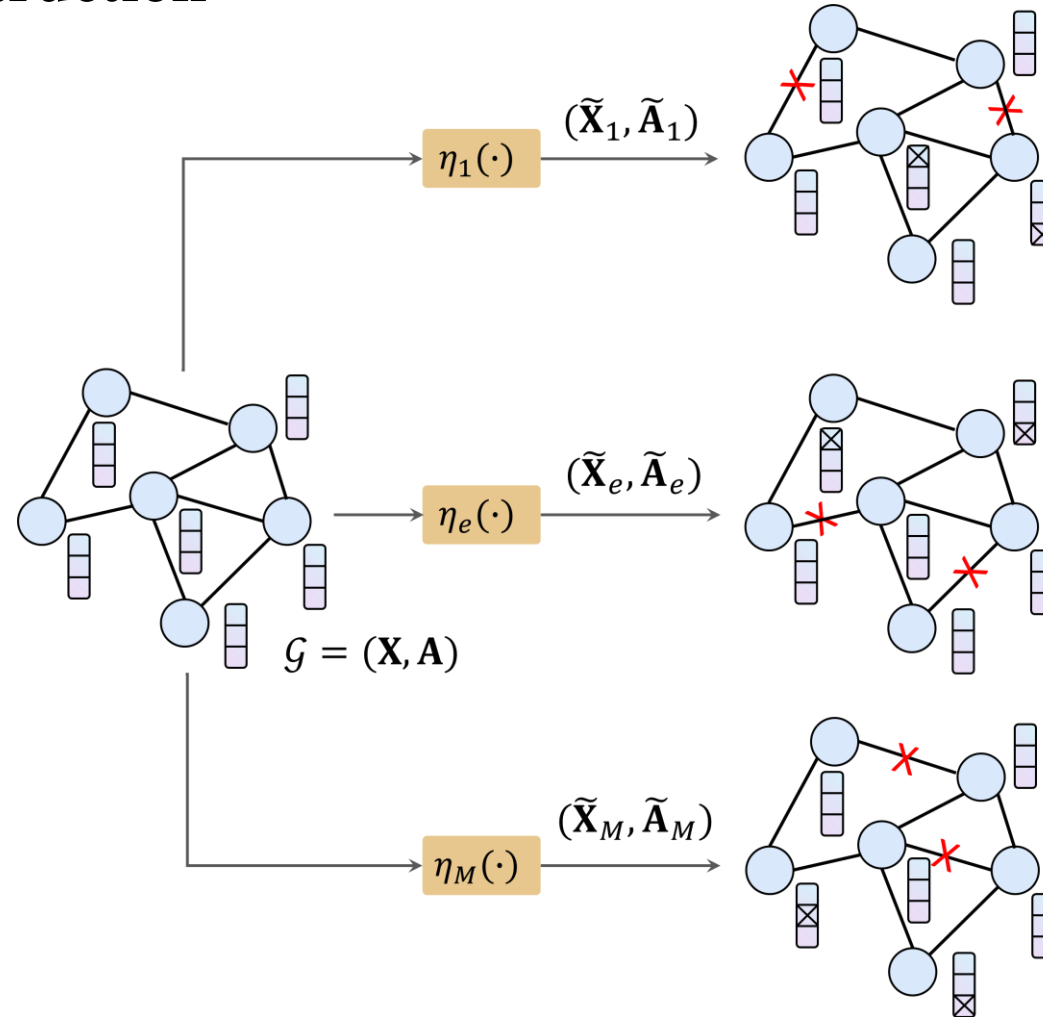 (X̃₁, Ã₁)
η₁(·)
(X̃ₑ, Ãₑ)
ηₑ(·)
𝒢 = (X, A)
(X̃_M, Ã_M)
η_M(·)